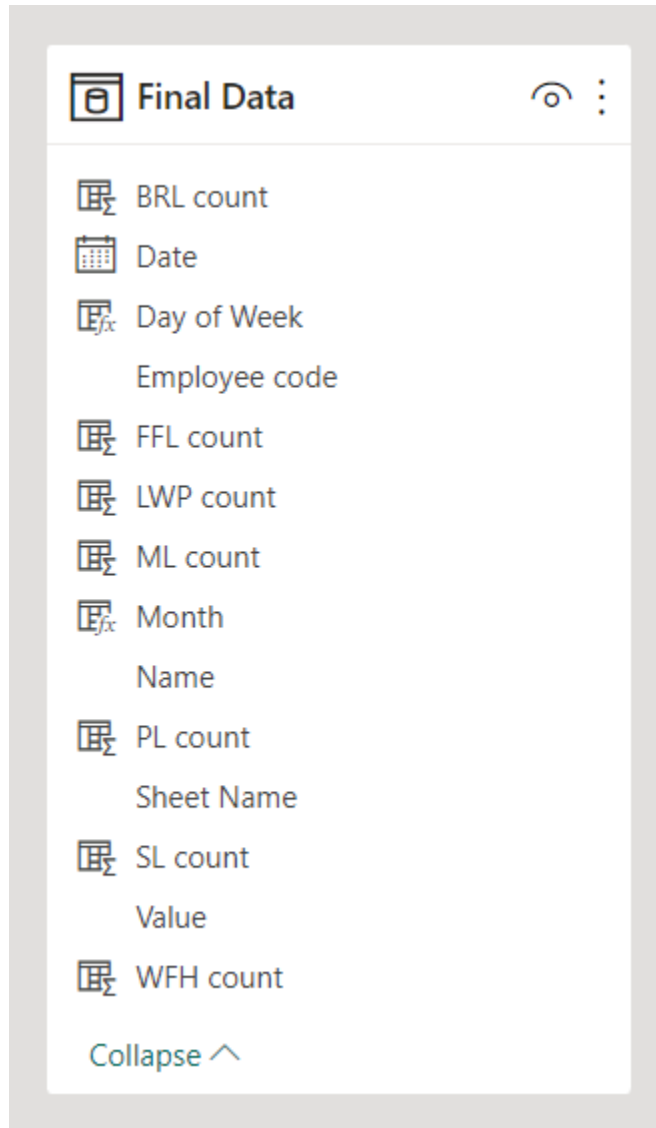 Final Data
BRL count
Date
Day of Week
Employee code
FFL count
LWP count
ML count
Month
Name
PL count
Sheet Name
SL count
Value
WFH count
Collapse